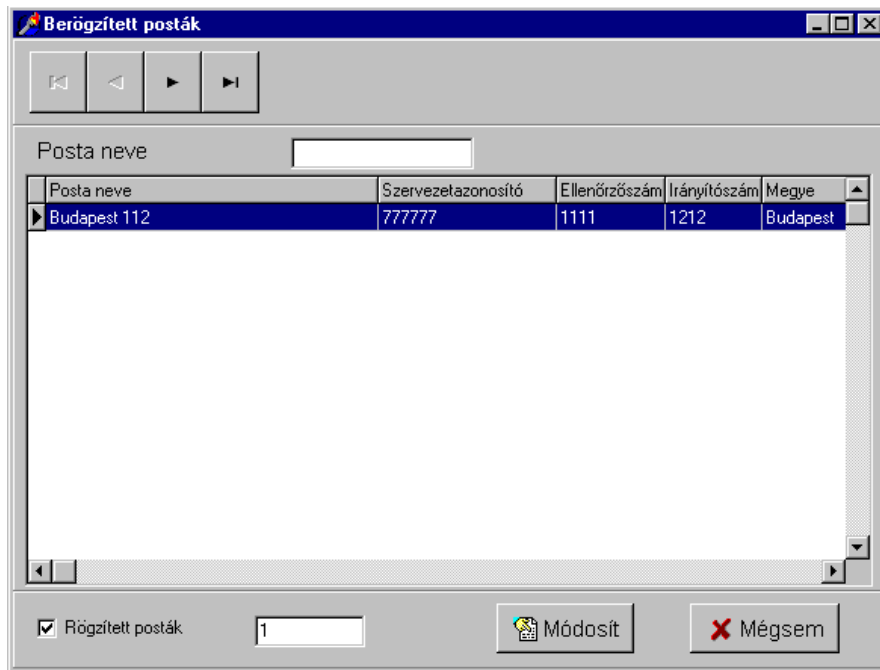 Berögzített posták
Posta neve
Posta neve Szervezetazonosító Ellenőrzőszám Irányítószám Megye
Budapest 112 777777 1111 1212 Budapest
Rögzített posták 1 Módosít Mégsem